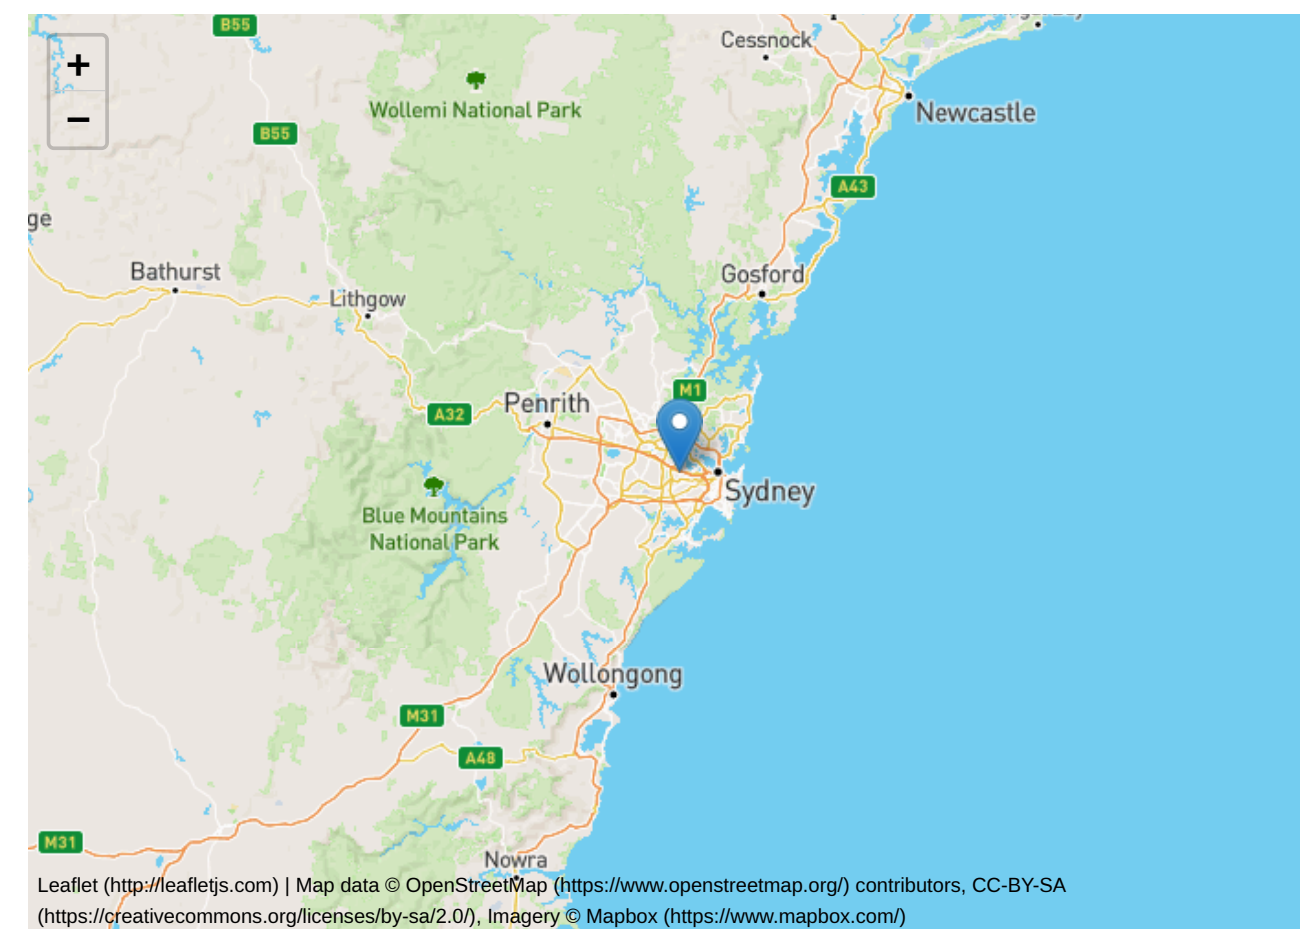 B55
Cessnock
+
Wollemi National Park
−
Newcastle
B55
A43
ge
Bathurst
Gosford
Lithgow
M1
Penrith
A32
Sydney
Blue Mountains
National Park
Wollongong
M31
A48
M31
Nowra
Leaflet (http://leafletjs.com) | Map data © OpenStreetMap (https://www.openstreetmap.org/) contributors, CC-BY-SA
(https://creativecommons.org/licenses/by-sa/2.0/), Imagery © Mapbox (https://www.mapbox.com/)